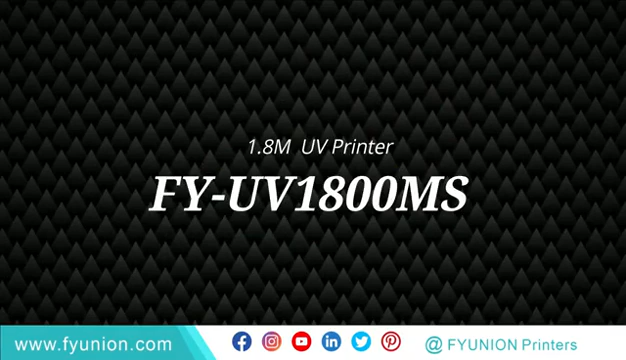 1.8M UV Printer
FY-UV1800MS
www.fyunion.com
@ FYUNION Printers